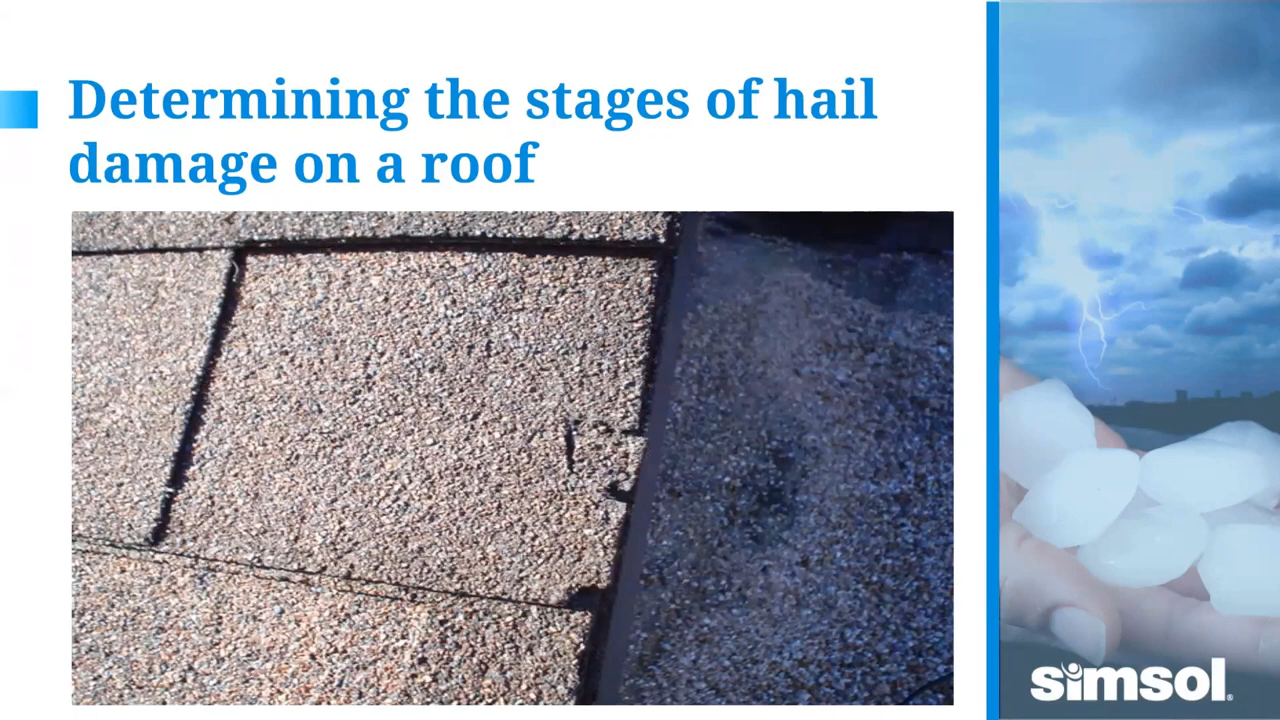 Determining the stages of hail
damage on a roof
simsol